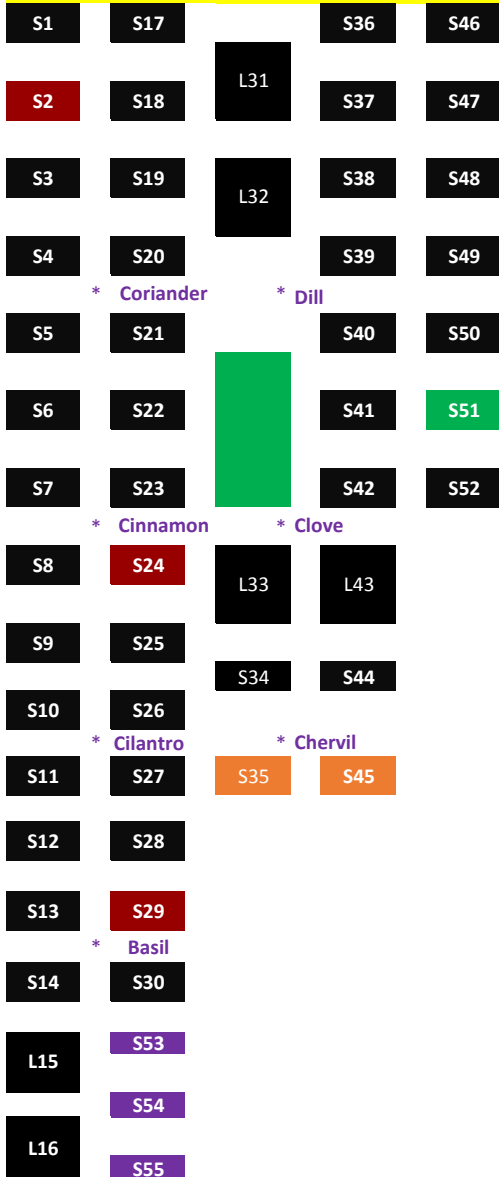 S1 S17 S36 S46
L31
S2 S18 S37 S47
S3 S19 L32 S38 S48
S4 S20 S39 S49
* Coriander * Dill
S5 S21 S40 S50
S6 S22 S41 S51
S7 S23 S42 S52
* Cinnamon * Clove
S8 S24 L33 L43
S9 S25
S34 S44
S10 S26
* Cilantro * Chervil
S11 S27 S35 S45
S12 S28
S13 S29
* Basil
S14 S30
L15 S53
S54
L16 S55